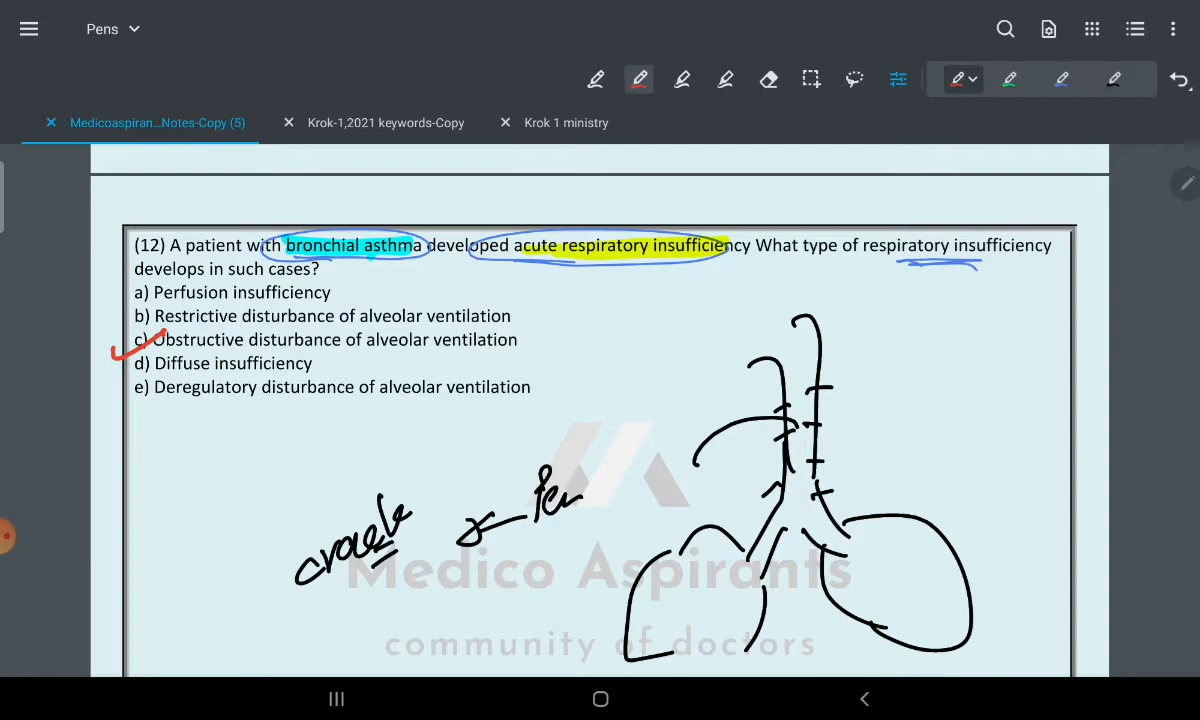 Pens
Medicoaspiran...Notes-Copy (5)
Krok-1,2021 keywords-Copy
Krok 1 ministry
(12) A patient with bronchial asthma developed acute respiratory insufficiency What type of respiratory insufficiency
develops in such cases?
a) Perfusion insufficiency
b) Restrictive disturbance of alveolar ventilation
c) Obstructive disturbance of alveolar ventilation
d) Diffuse insufficiency
e) Deregulatory disturbance of alveolar ventilation
Medico Aspirants
community of doctors